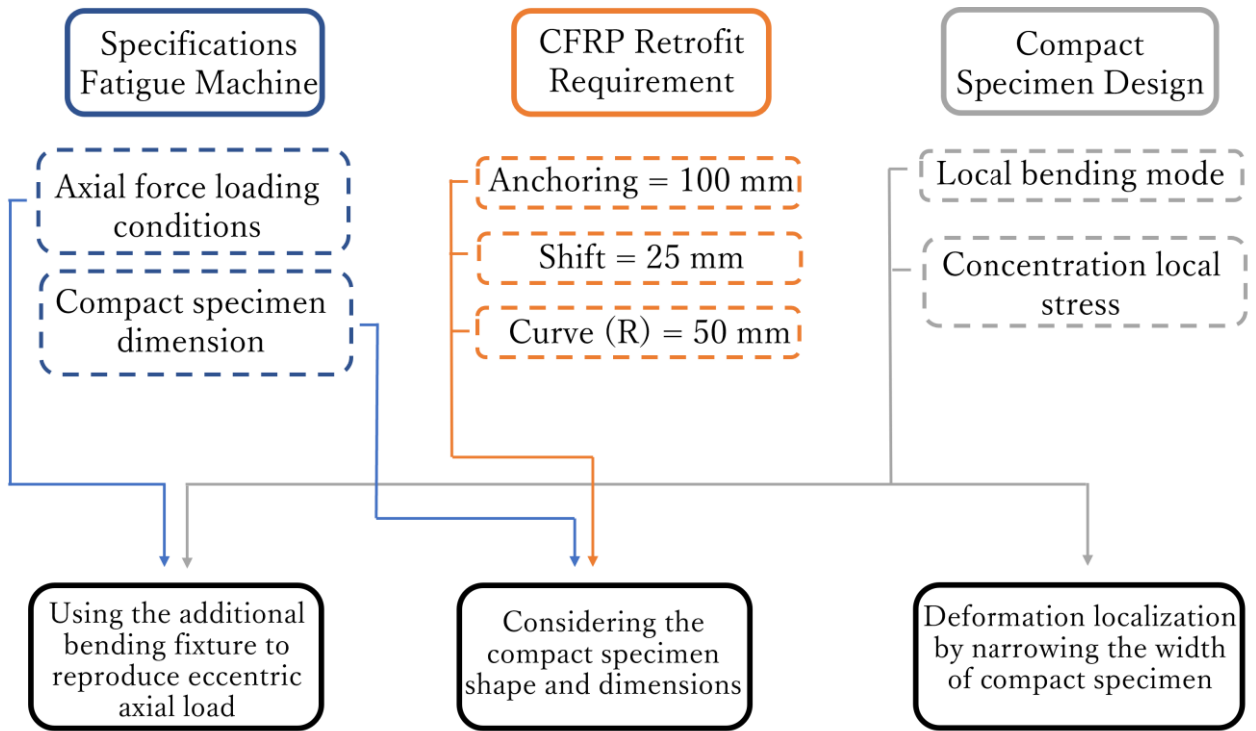 Specifications
Fatigue Machine
CFRP Retrofit
Requirement
Compact
Specimen Design
Axial force loading
conditions
Compact specimen
dimension
Anchoring = 100 mm
Shift = 25 mm
Curve (R) = 50 mm
Local bending mode
Concentration local
stress
Using the additional
bending fixture to
reproduce eccentric
axial load
Considering the
compact specimen
shape and dimensions
Deformation localization
by narrowing the width
of compact specimen